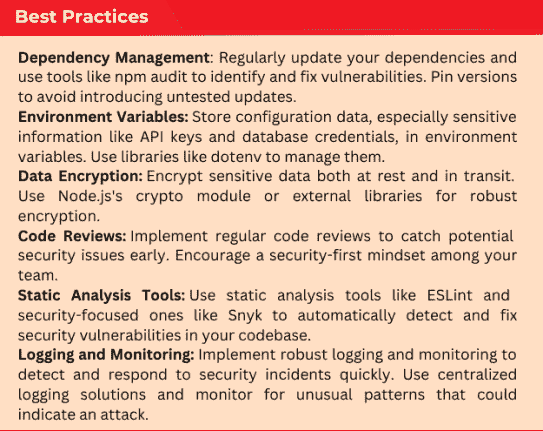 Best Practices
Dependency Management: Regularly update your dependencies and
use tools like npm audit to identify and fix vulnerabilities. Pin versions
to avoid introducing untested updates.
Environment Variables: Store configuration data, especially sensitive
information like API keys and database credentials, in environment
variables. Use libraries like dotenv to manage them.
Data Encryption: Encrypt sensitive data both at rest and in transit.
Use Node.js's crypto module or external libraries for robust
encryption.
Code Reviews: Implement regular code reviews to catch potential
security issues early. Encourage a security-first mindset among your
team.
Static Analysis Tools: Use static analysis tools like ESLint and
security-focused ones like Snyk to automatically detect and fix
security vulnerabilities in your codebase.
Logging and Monitoring: Implement robust logging and monitoring to
detect and respond to security incidents quickly. Use centralized
logging solutions and monitor for unusual patterns that could
indicate an attack.